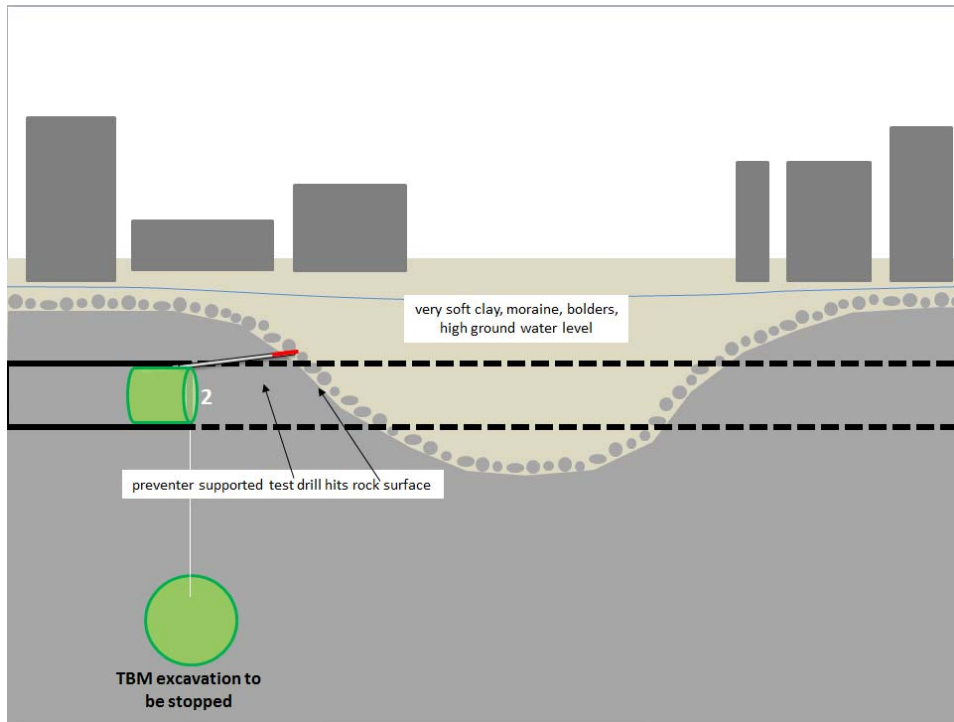 very soft clay, moraine, bolders,
high ground water level
2
preventer supported test drill hits rock surface
TBM excavation to
be stopped